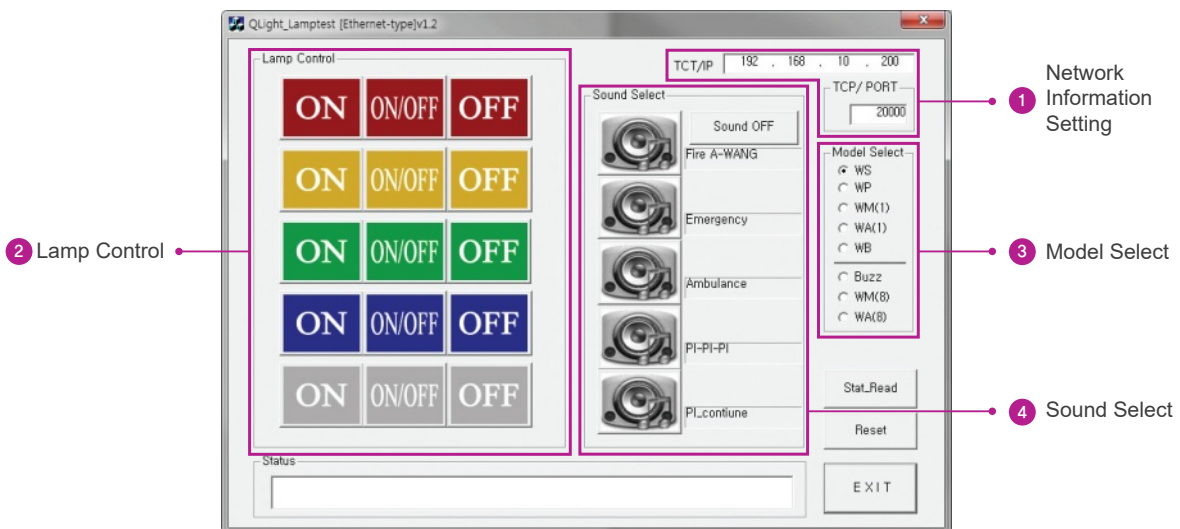 QLight_Lamptest [Ethernet-type]v1.2
Lamp Control
ON ON/OFF OFF
ON ON/OFF OFF
ON ON/OFF OFF
ON ON/OFF OFF
ON ON/OFF OFF
Sound Select
Sound OFF
Fire A-WANG
Emergency
Ambulance
PI-PI-PI
PI_contiune
TCT/IP 192 . 168 . 10 . 200
TCP/ PORT
20000
Model Select
WS
WP
WM(1)
WA(1)
WB
Buzz
WM(8)
WA(8)
Stat_Read
Reset
EXIT
Status
1 Network
Information
Setting
2 Lamp Control
3 Model Select
4 Sound Select